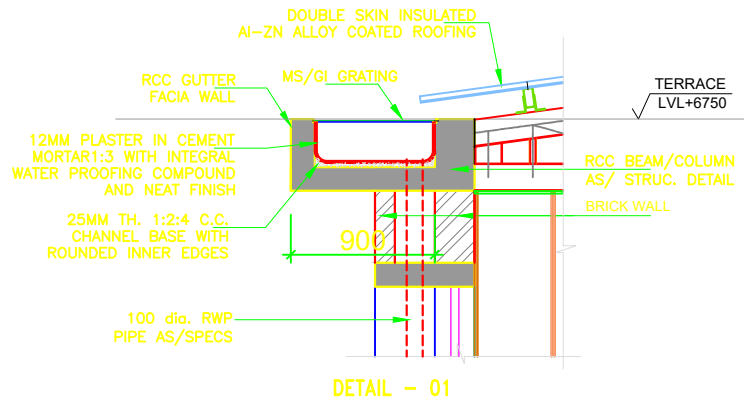 DOUBLE SKIN INSULATED
Al-ZN ALLOY COATED ROOFING
RCC GUTTER
FACIA WALL
MS/GI GRATING
TERRACE
LVL+6750
12MM PLASTER IN CEMENT
MORTAR1:3 WITH INTEGRAL
WATER PROOFING COMPOUND
AND NEAT FINISH
RCC BEAM/COLUMN
AS/ STRUC. DETAIL
BRICK WALL
25MM TH. 1:2:4 C.C.
CHANNEL BASE WITH
ROUNDED INNER EDGES
900
100 dia. RWP
PIPE AS/SPECS
DETAIL - 01